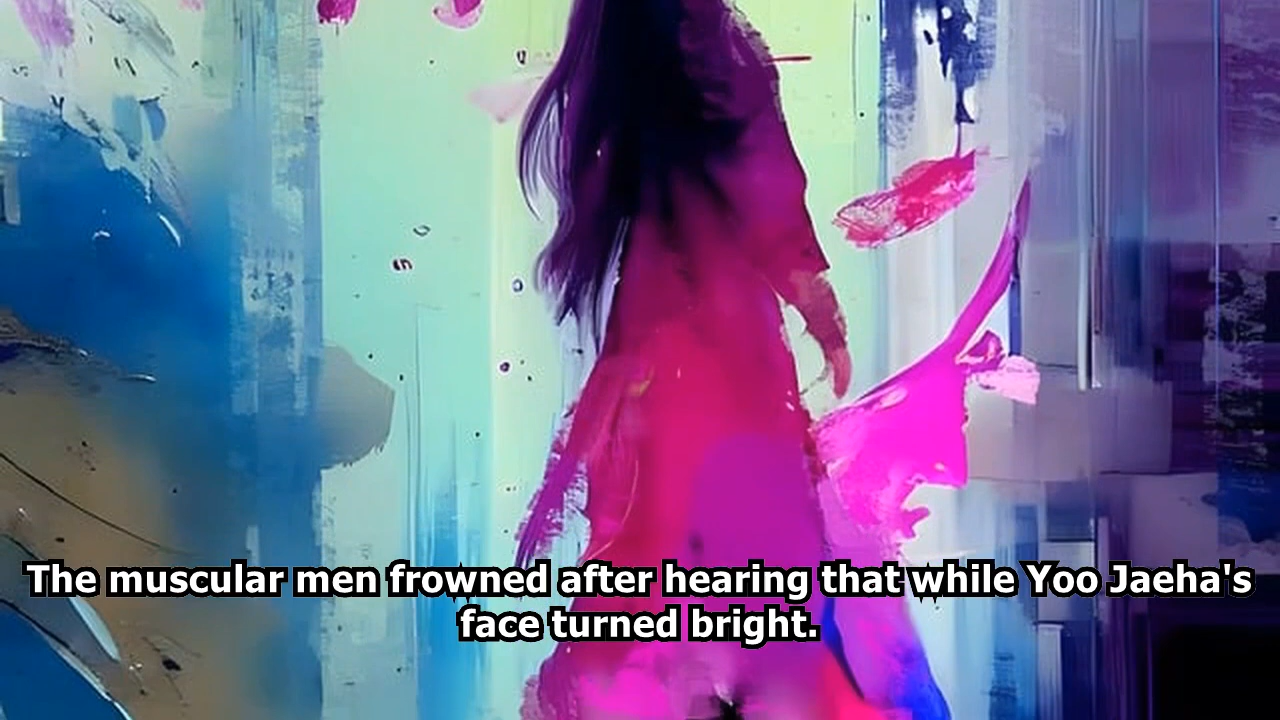 The muscular men frowned after hearing that while Yoo Jaeha's
face turned bright.